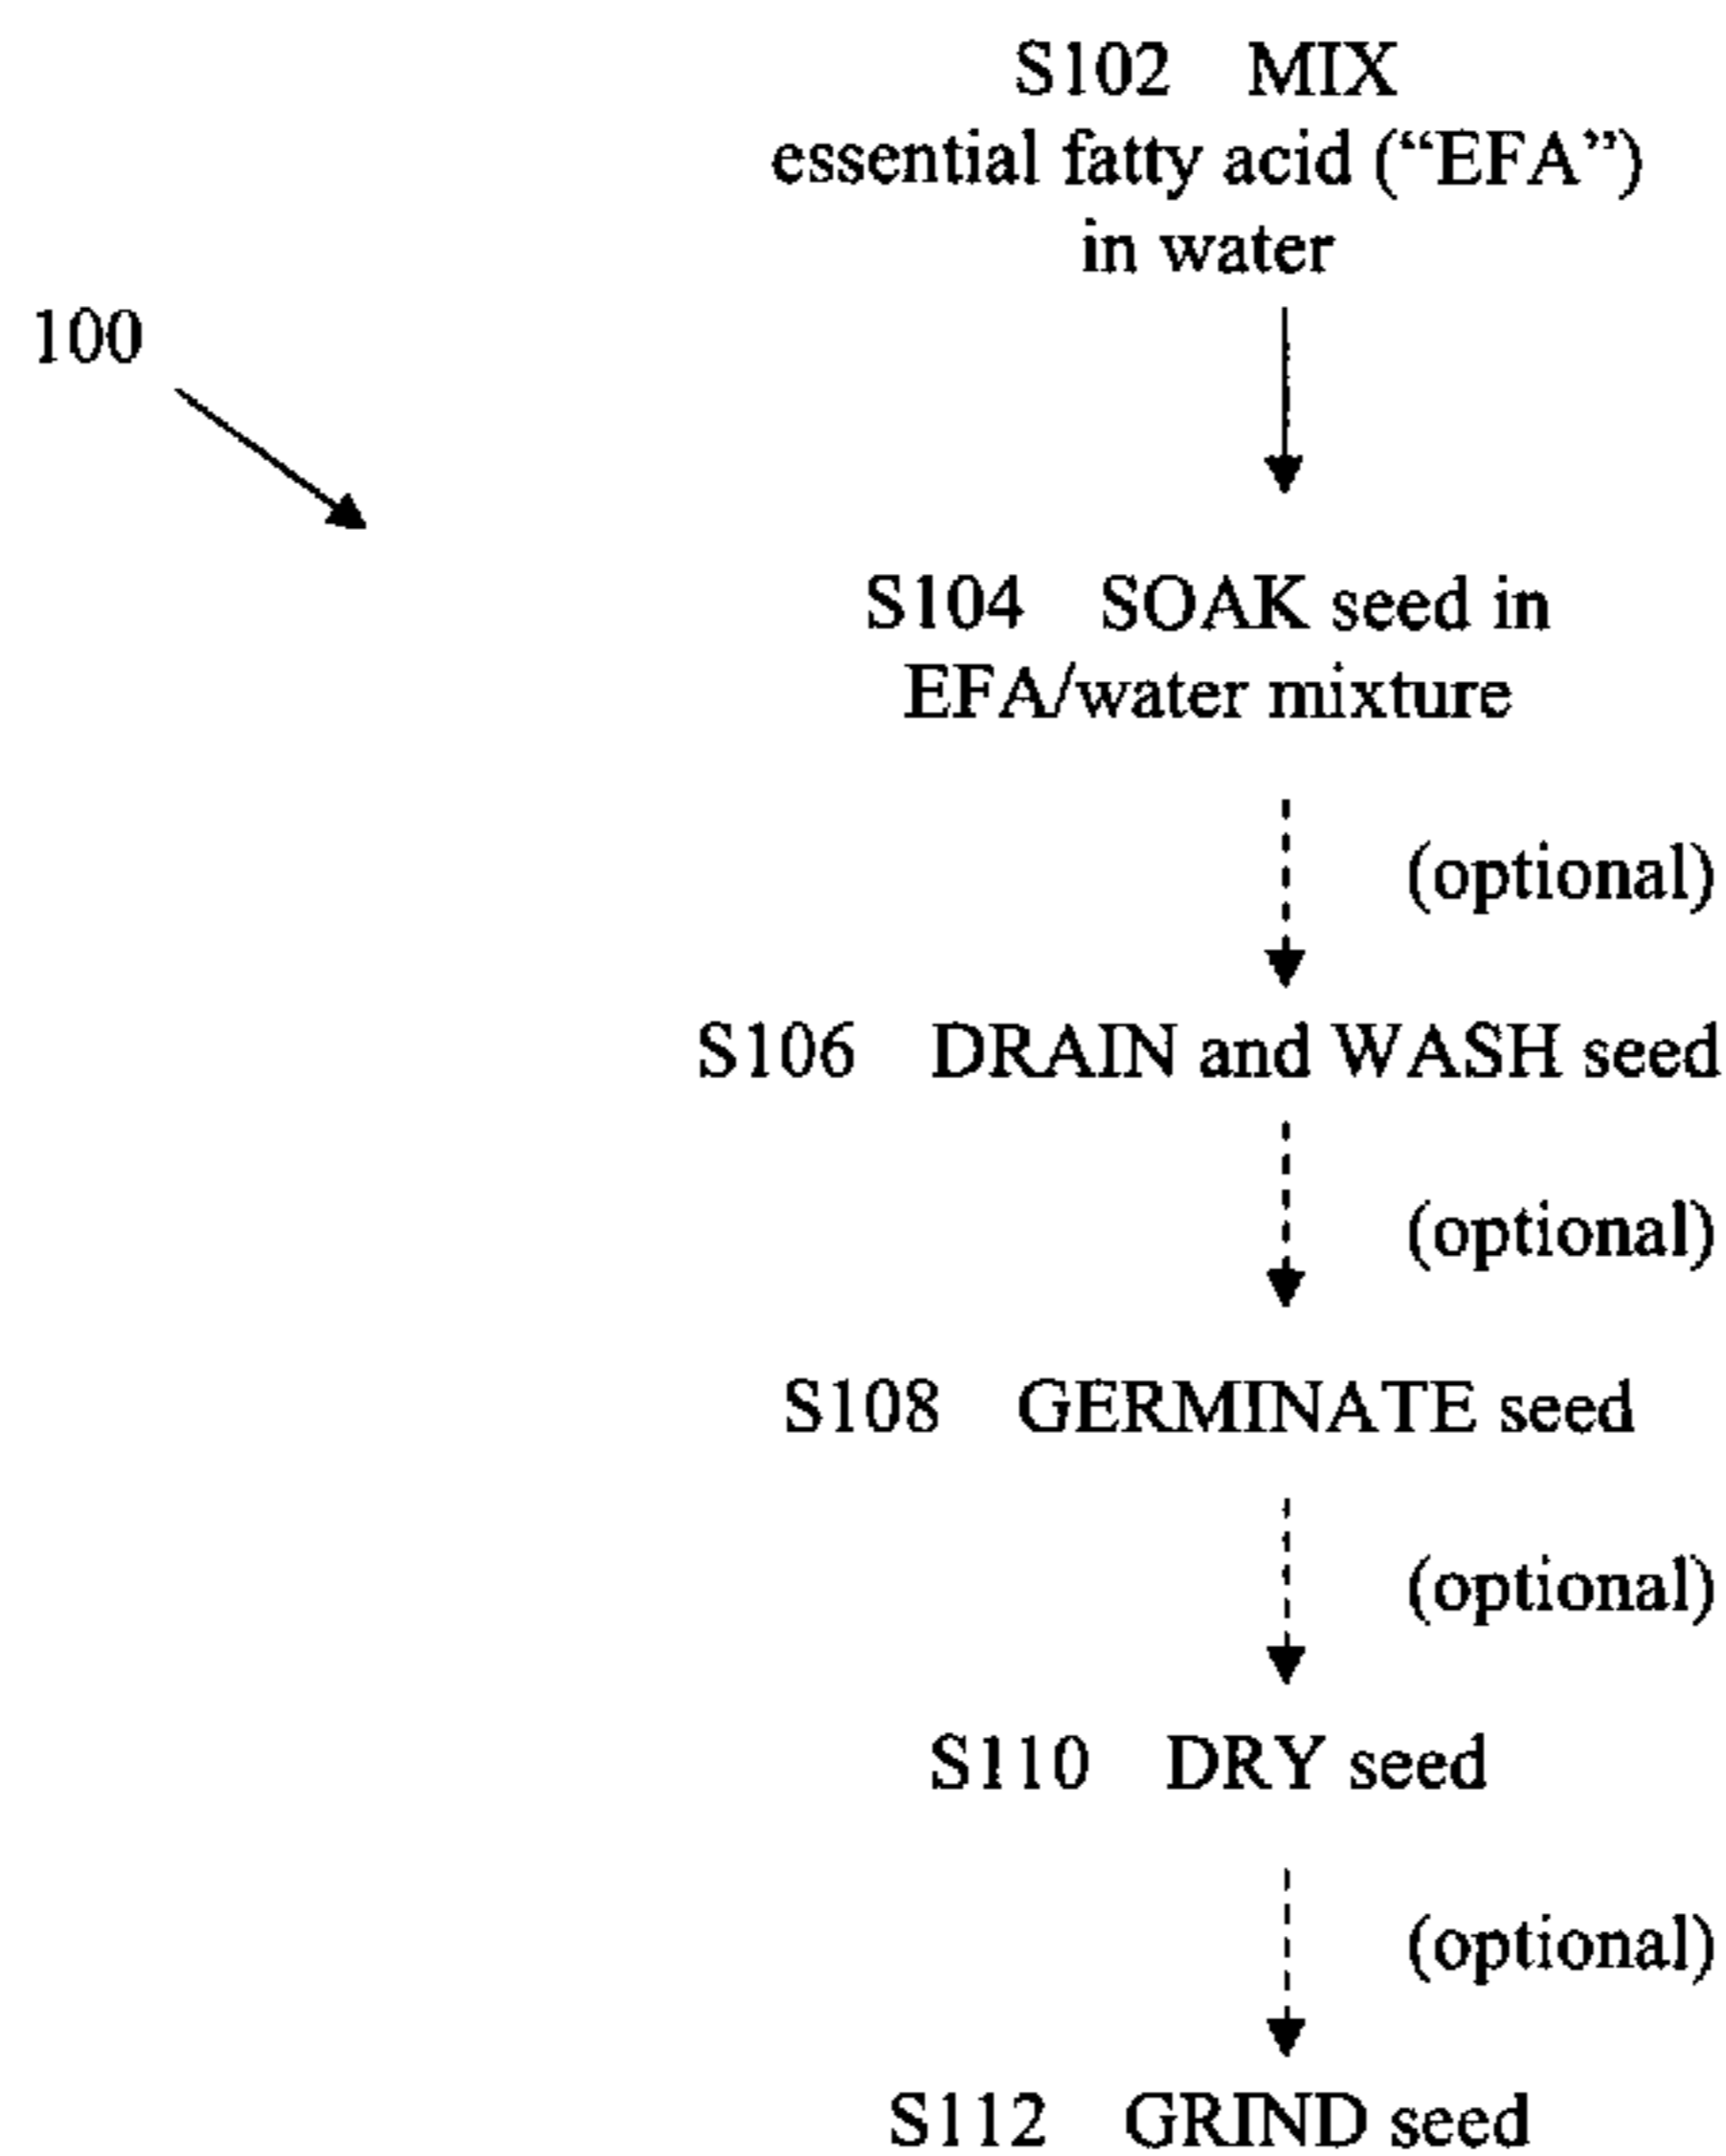 S102 MIX
essential fatty acid (“EFA”)
in water
100
S104 SOAK seed in
EFA/water mixture
(optional)
S106 DRAIN and WASH seed
(optional)
S108 GERMINATE seed
(optional)
S110 DRY seed
(optional)
S112 GRIND seed